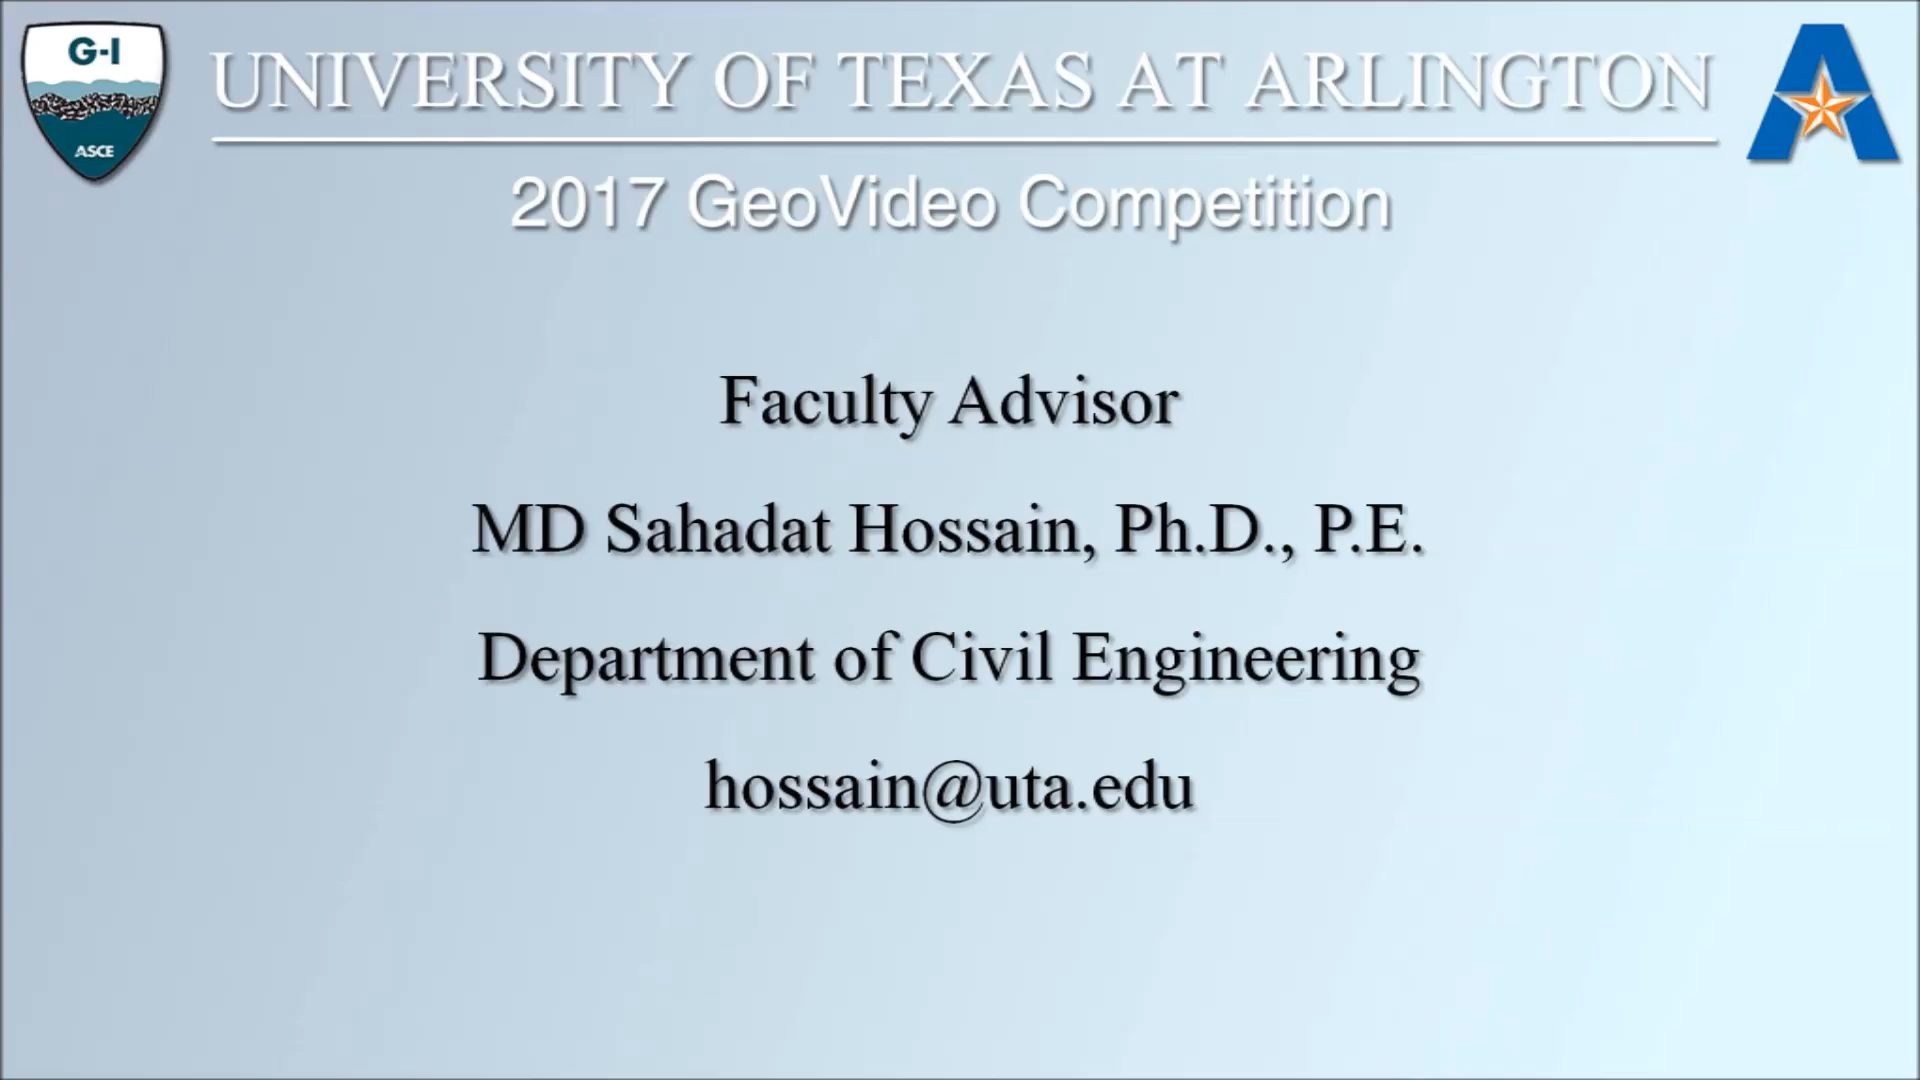 G-I
ASCE
UNIVERSITY OF TEXAS AT ARLINGTON
2017 GeoVideo Competition
Faculty Advisor
MD Sahadat Hossain, Ph.D., P.E.
Department of Civil Engineering
hossain@uta.edu